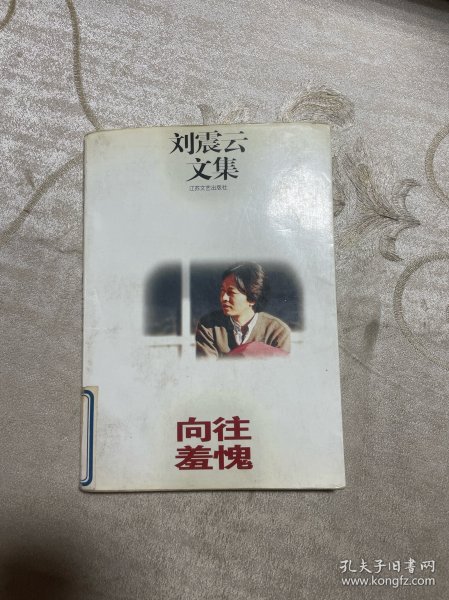 刘震云
文集
江苏文艺出版社
向往
羞愧
孔夫子旧书网
www.kongfz.com